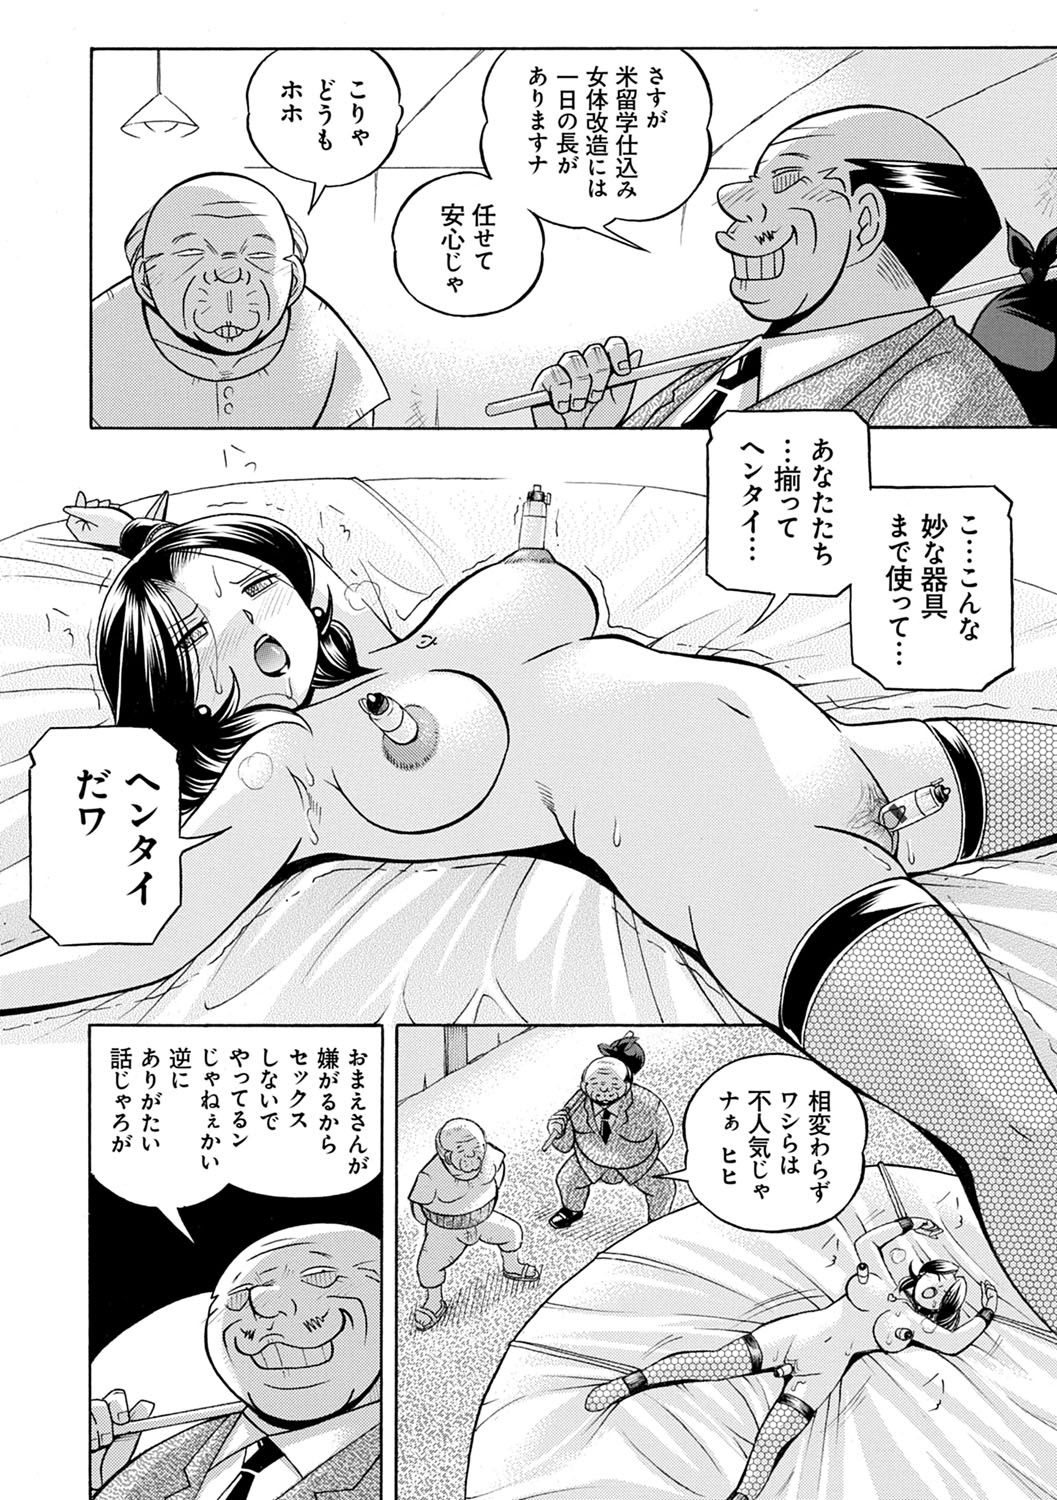 さすが
米留学仕込み
女体改造には
一日の長が
ありますナ
任せて
安心じゃ
こりゃ
どうも
ホホ
こ…こんな
妙な器具
まで使って…
あなたたち
…揃って
ヘンタイ…
ヘンタイ
だワ
相変わらず
ワシらは
不人気じゃ
ナぁ ヒヒ
おまえさんが
嫌がるから
セックス
しないで
やってるン
じゃねぇかい
逆に
ありがたい
話じゃろが